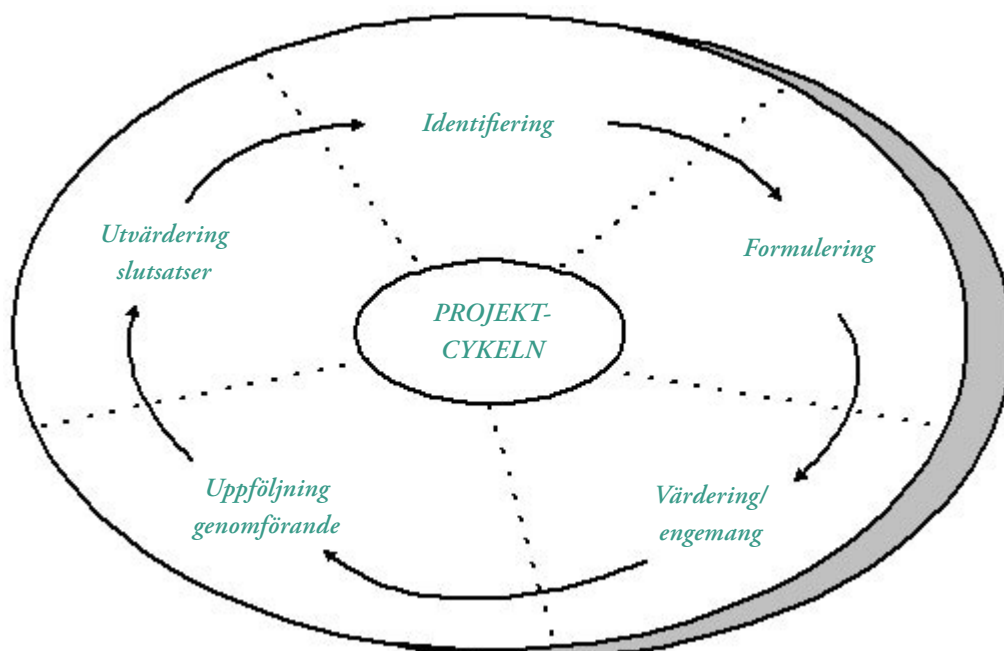 Identifiering
Utvärdering
slutsatser
Formulering
PROJEKT-
CYKELN
Uppföljning
genomförande
Värdering/
engemang